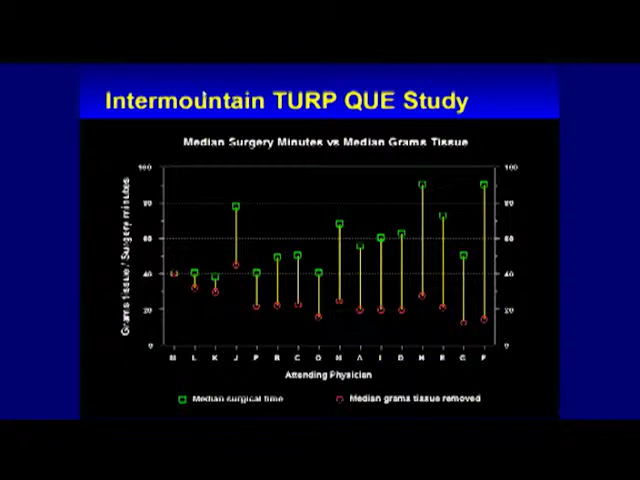 Intermountain TURP QUE Study
Median Surgery Minutes vs Median Grams Tissue
Grams tissue / Surgery minutes
100 100
80 80
60 60
40 40
20 20
0 0
L K J P B C O A I D E G F
Attending Physician
Median surgical time Median grams tissue removed